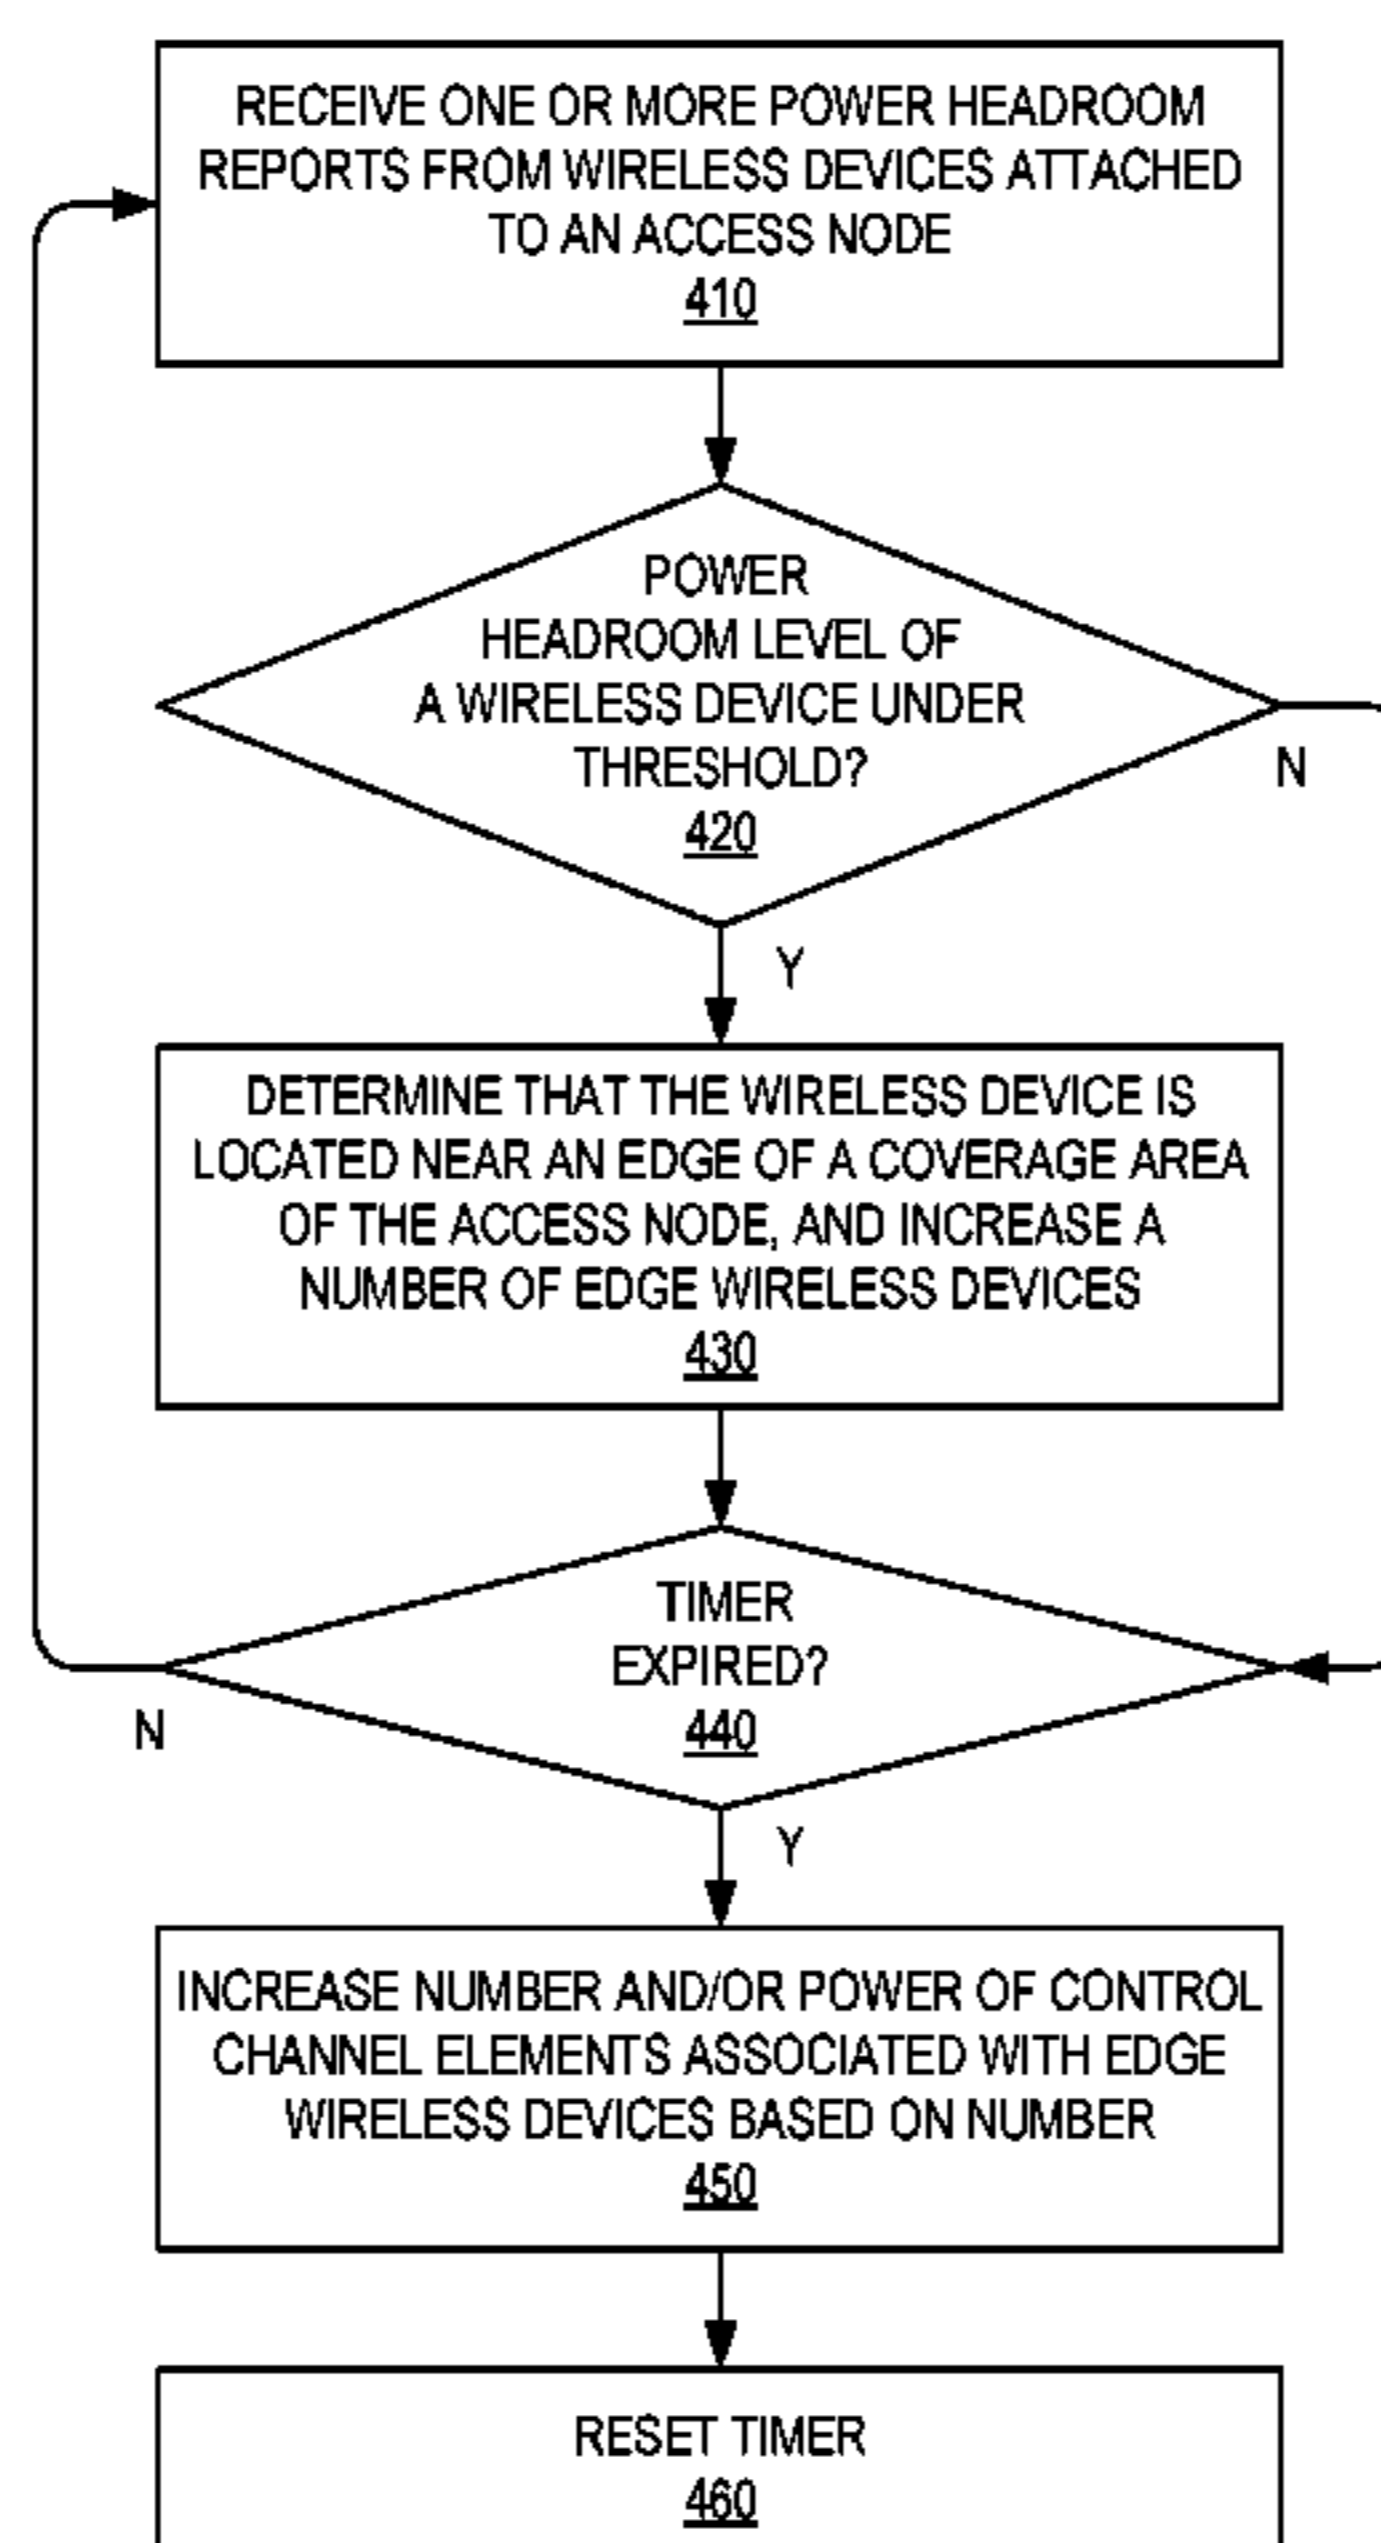 RECEIVE ONE OR MORE POWER HEADROOM
REPORTS FROM WIRELESS DEVICES ATTACHED
TO AN ACCESS NODE
410
POWER
HEADROOM LEVEL OF
A WIRELESS DEVICE UNDER
THRESHOLD?
420
N
Y
DETERMINE THAT THE WIRELESS DEVICE IS
LOCATED NEAR AN EDGE OF A COVERAGE AREA
OF THE ACCESS NODE, AND INCREASE A
NUMBER OF EDGE WIRELESS DEVICES
430
TIMER
EXPIRED?
440
N
Y
INCREASE NUMBER AND/OR POWER OF CONTROL
CHANNEL ELEMENTS ASSOCIATED WITH EDGE
WIRELESS DEVICES BASED ON NUMBER
450
RESET TIMER
460